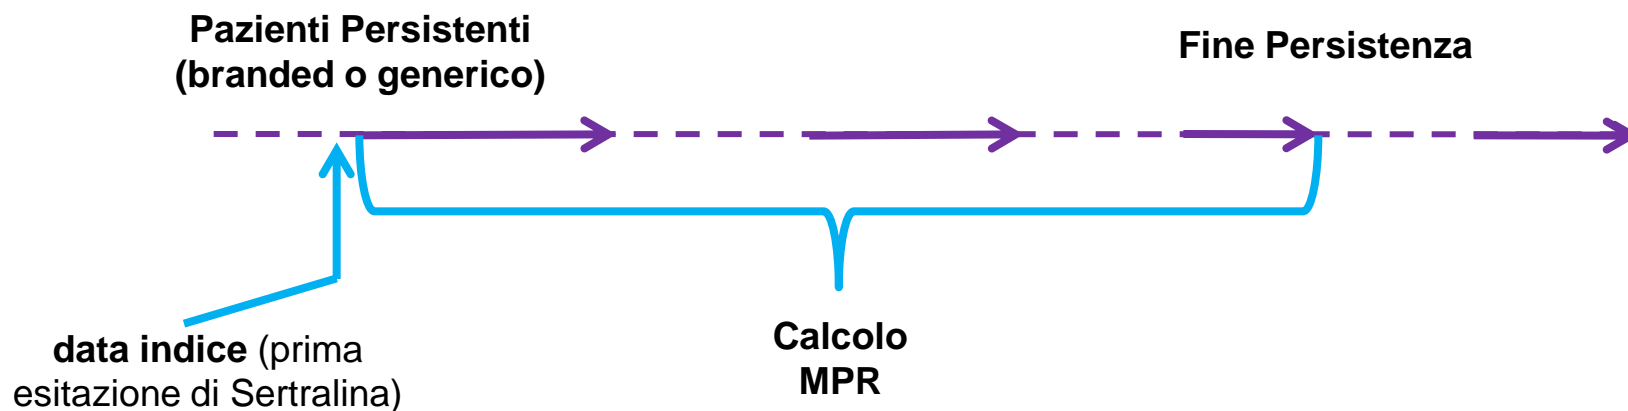 Pazienti Persistenti
(branded o generico)
Fine Persistenza
data indice (prima
esitazione di Sertralina)
Calcolo
MPR